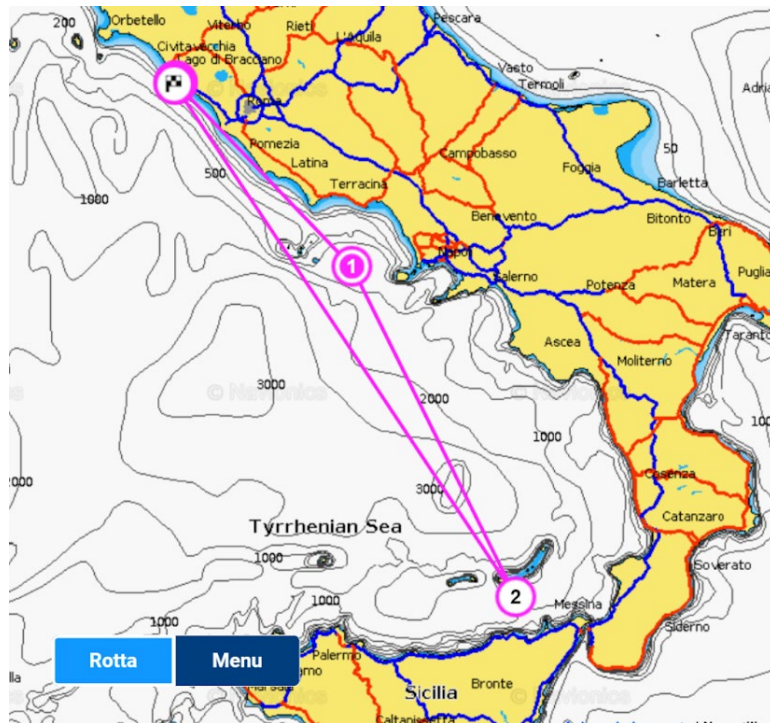 Orbetello
200
Viterbo
Rieti
L'Aquila
Pescara
Civitavecchia
Lago di Bracciano
Vasto
Termoli
Roma
Pomezia
Latina
500
1000
Terracina
Campobasso
Foggia
50
Barletta
Benevento
Bitonto
Bari
Napoli
Salerno
1
Potenza
Matera
Puglia
Ascea
Taranto
Moliterno
3000
© Navionics
2000
1000
Cosenza
3000
Catanzaro
Tyrrhenian Sea
1000
Soverato
2
1000
Messina
Siderno
1000
Rotta
Menu
Palermo
Sicilia
Bronte
© Navionics
Caltanissetta